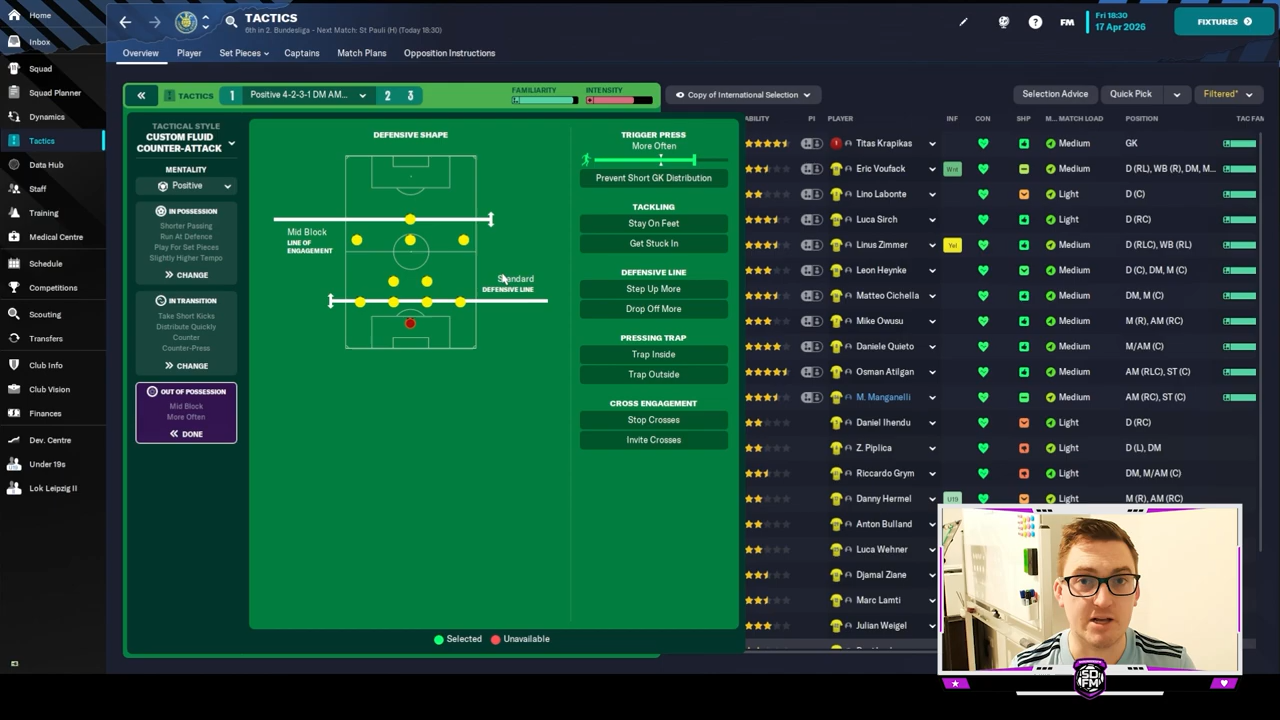 Home
Inbox
Squad
Squad Planner
Dynamics
Tactics
Data Hub
Staff
Training
Medical Centre
Schedule
Competitions
Scouting
Transfers
Club Info
Club Vision
Finances
Dev. Centre
Under 19s
Lok Leipzig II
TACTICS
6th in 2. Bundesliga - Next Match: St Pauli (H) (Today 18:30)
FM
Fri 18:30
17 Apr 2026
FIXTURES
Overview Player Set Pieces Captains Match Plans Opposition Instructions
TACTICS 1 Positive 4-2-3-1 DM AM... 2 3
FAMILIARITY INTENSITY
Copy of International Selection
Selection Advice Quick Pick Filtered*
TACTICAL STYLE
CUSTOM FLUID
COUNTER-ATTACK
MENTALITY
Positive
IN POSSESSION
Shorter Passing
Run At Defence
Play For Set Pieces
Slightly Higher Tempo
CHANGE
IN TRANSITION
Take Short Kicks
Distribute Quickly
Counter
Counter-Press
CHANGE
OUT OF POSSESSION
Mid Block
More Often
DONE
DEFENSIVE SHAPE
Mid Block
LINE OF
ENGAGEMENT
Standard
DEFENSIVE LINE
Selected Unavailable
TRIGGER PRESS
More Often
Prevent Short GK Distribution
TACKLING
Stay On Feet
Get Stuck In
DEFENSIVE LINE
Step Up More
Drop Off More
PRESSING TRAP
Trap Inside
Trap Outside
CROSS ENGAGEMENT
Stop Crosses
Invite Crosses
ABILITY PI PLAYER INF CON SHP M... MATCH LOAD POSITION TAC FAM
Titas Krapikas Medium GK
Eric Voufack Wnt Medium D (RL), WB (R), DM, M...
Lino Labonte Light D (C)
Luca Sirch Light D (RC)
Linus Zimmer Yel Medium D (RLC), WB (RL)
Leon Heynke Medium D (C), DM, M (C)
Matteo Cichella Medium DM, M (C)
Mike Owusu Medium M (R), AM (RC)
Daniele Quieto Medium M/AM (C)
Osman Atilgan Medium AM (RLC), ST (C)
M. Manganelli Medium AM (RC), ST (C)
Daniel Ihendu Light D (RC)
Z. Piplica Light D (L), DM
Riccardo Grym Light DM, M/AM (C)
Danny Hermel U19 Light M (R), AM (RC)
Anton Bulland
Luca Wehner
Djamal Ziane
Marc Lamti
Julian Weigel
SD
FM